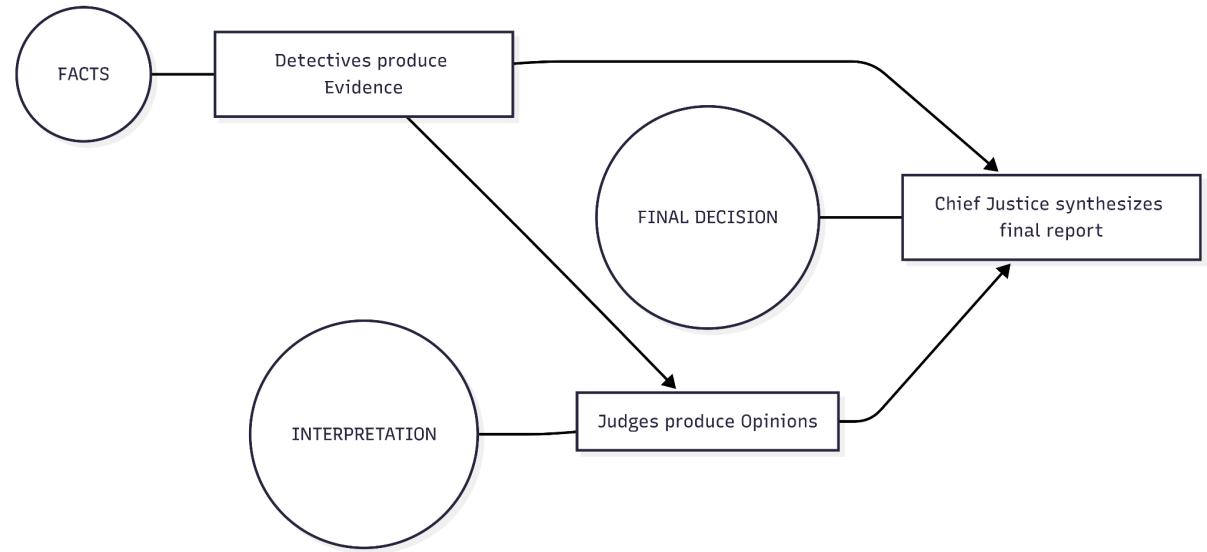 FACTS
Detectives produce
Evidence
FINAL DECISION
Chief Justice synthesizes
final report
INTERPRETATION
Judges produce Opinions